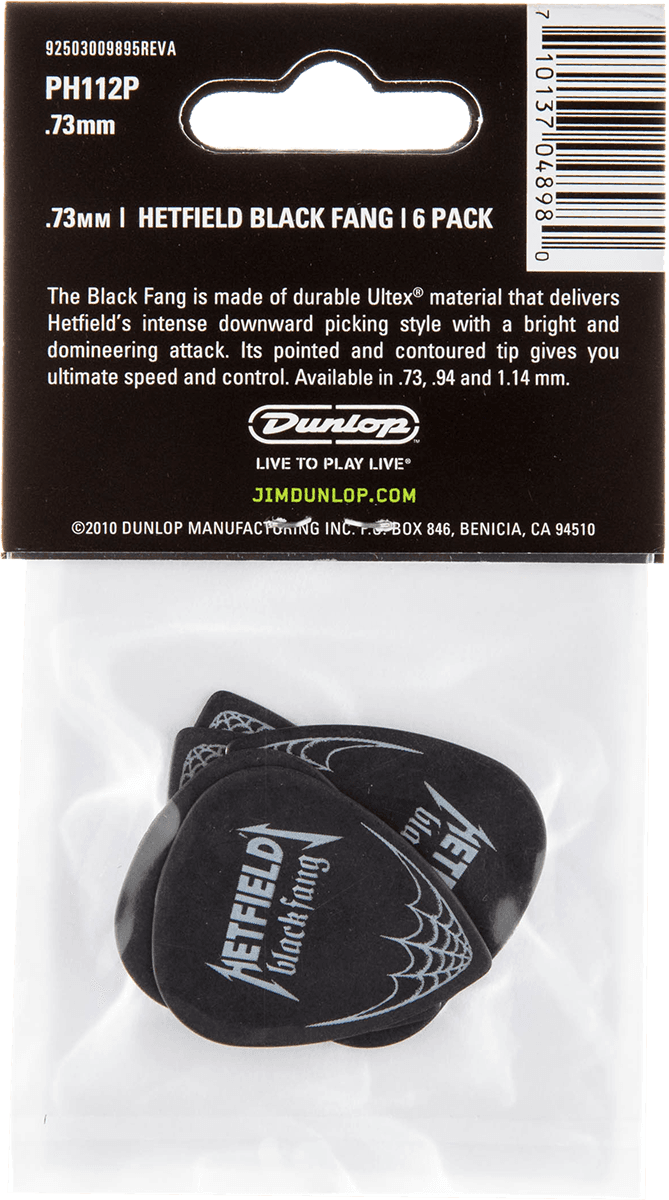 92503009895REVA
PH112P
.73mm
7 10137 04898 0
.73MM | HETFIELD BLACK FANG | 6 PACK
The Black Fang is made of durable Ultex® material that delivers
Hetfield's intense downward picking style with a bright and
domineering attack. Its pointed and contoured tip gives you
ultimate speed and control. Available in .73, .94 and 1.14 mm.
Dunlop™
LIVE TO PLAY LIVE®
JIMDUNLOP.COM
©2010 DUNLOP MANUFACTURING INC. P.O. BOX 846, BENICIA, CA 94510
HETFIELD
black fang
HET
bla